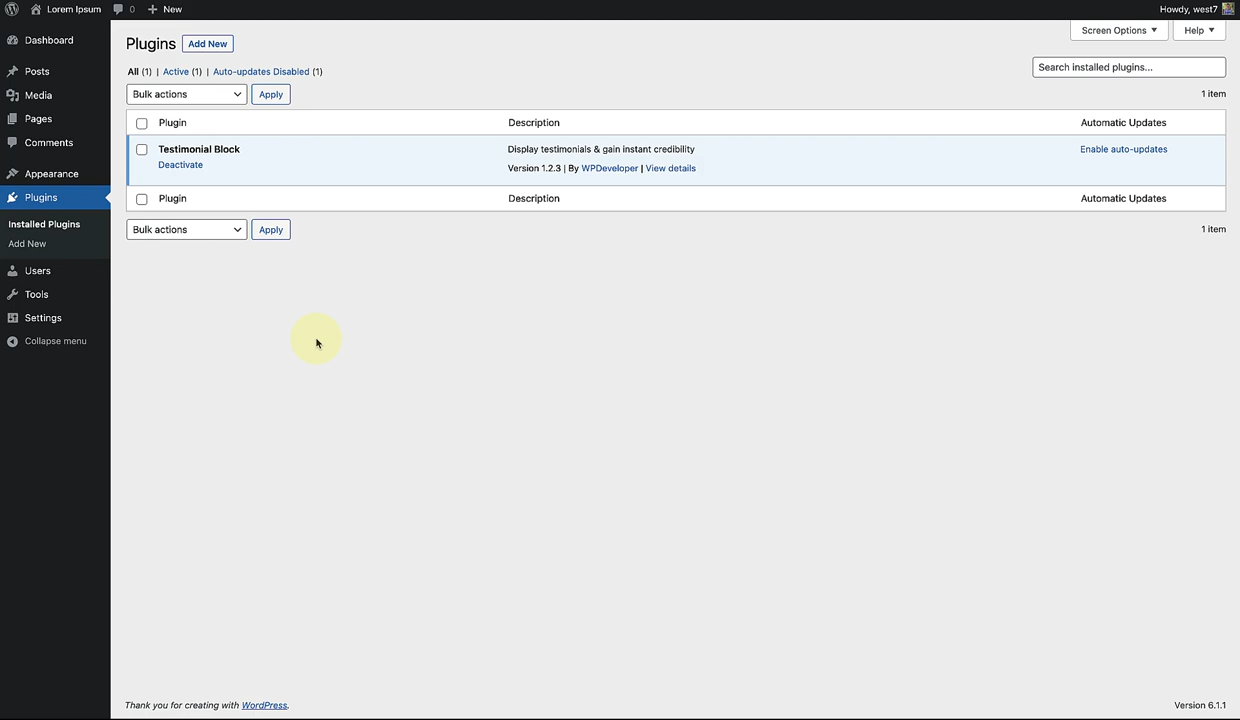 Lorem Ipsum 0 New Howdy, west7
Dashboard
Posts
Media
Pages
Comments
Appearance
Plugins
Installed Plugins
Add New
Users
Tools
Settings
Collapse menu
Screen Options Help
Plugins Add New
All (1) | Active (1) | Auto-updates Disabled (1)
Search installed plugins...
Bulk actions Apply 1 item
Plugin Description Automatic Updates
Testimonial Block Display testimonials & gain instant credibility Enable auto-updates
Deactivate Version 1.2.3 | By WPDeveloper | View details
Plugin Description Automatic Updates
Bulk actions Apply 1 item
Thank you for creating with WordPress. Version 6.1.1